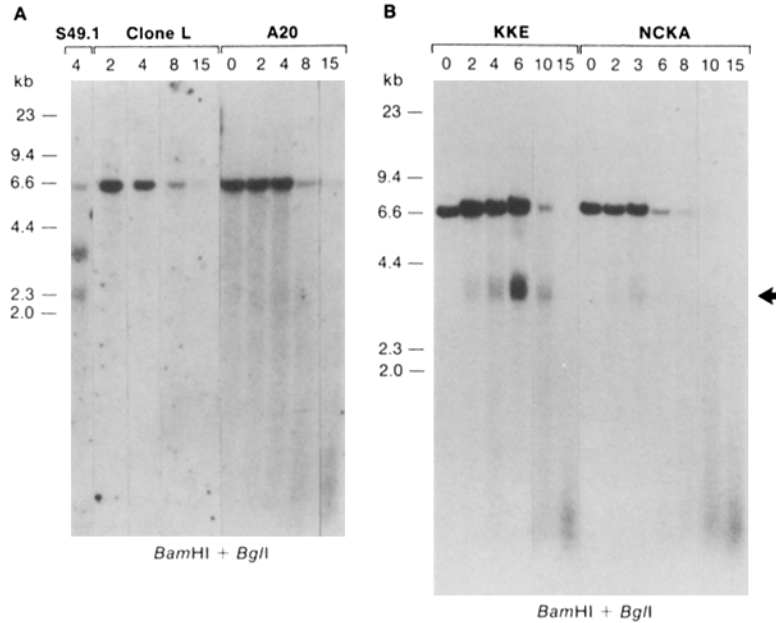 A
S49.1 Clone L A20
4 2 4 8 15 0 2 4 8 15
kb
23
9.4
6.6
4.4
2.3
2.0
BamHI + BglI
B
KKE NCKA
0 2 4 6 10 15 0 2 3 6 8 10 15
kb
23
9.4
6.6
4.4
2.3
2.0
BamHI + BglI